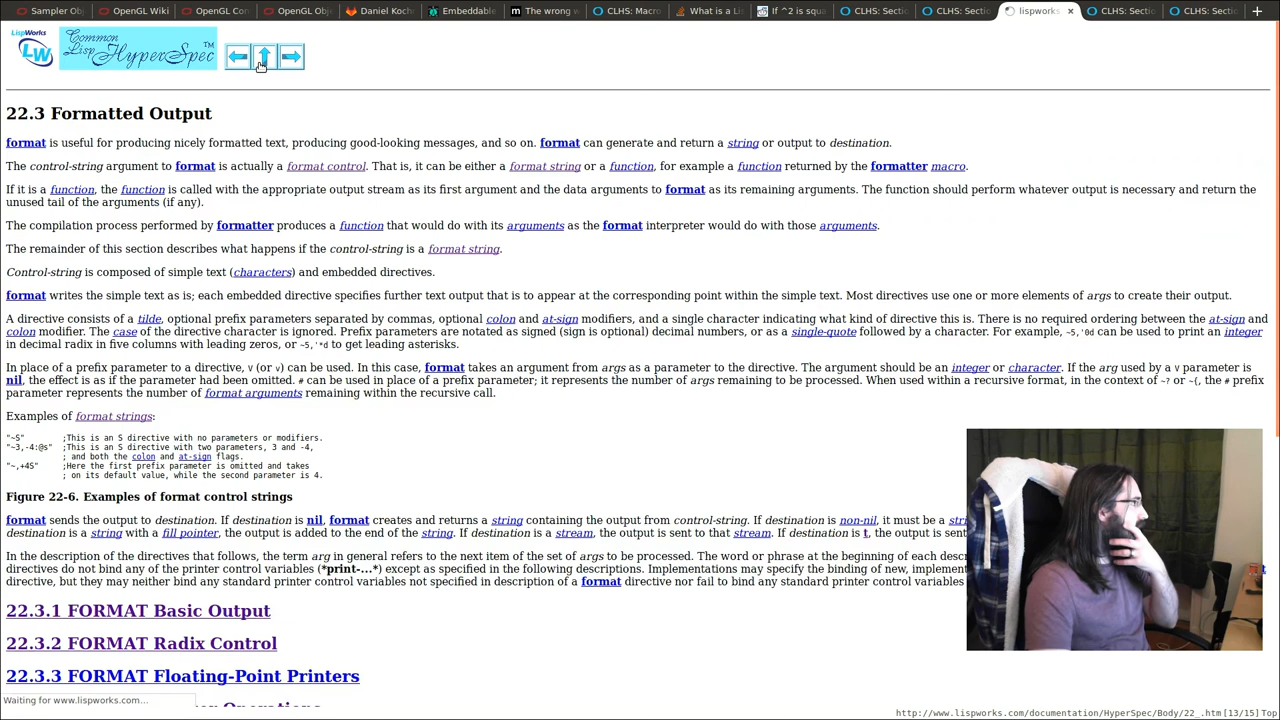 Sampler Obj
OpenGL Wiki
OpenGL Cor
OpenGL Obje
Daniel Koch
Embeddable
The wrong w
CLHS: Macro
What is a Lis
If ^2 is squa
CLHS: Sectio
CLHS: Sectio
lispworks
CLHS: Sectio
CLHS: Sectio
LispWorks
LW
Common
Lisp
HyperSpec™
22.3 Formatted Output
format is useful for producing nicely formatted text, producing good-looking messages, and so on. format can generate and return a string or output to destination.
The control-string argument to format is actually a format control. That is, it can be either a format string or a function, for example a function returned by the formatter macro.
If it is a function, the function is called with the appropriate output stream as its first argument and the data arguments to format as its remaining arguments. The function should perform whatever output is necessary and return the
unused tail of the arguments (if any).
The compilation process performed by formatter produces a function that would do with its arguments as the format interpreter would do with those arguments.
The remainder of this section describes what happens if the control-string is a format string.
Control-string is composed of simple text (characters) and embedded directives.
format writes the simple text as is; each embedded directive specifies further text output that is to appear at the corresponding point within the simple text. Most directives use one or more elements of args to create their output.
A directive consists of a tilde, optional prefix parameters separated by commas, optional colon and at-sign modifiers, and a single character indicating what kind of directive this is. There is no required ordering between the at-sign and
colon modifier. The case of the directive character is ignored. Prefix parameters are notated as signed (sign is optional) decimal numbers, or as a single-quote followed by a character. For example, ~5,'0d can be used to print an integer
in decimal radix in five columns with leading zeros, or ~5,'*d to get leading asterisks.
In place of a prefix parameter to a directive, V (or v) can be used. In this case, format takes an argument from args as a parameter to the directive. The argument should be an integer or character. If the arg used by a V parameter is
nil, the effect is as if the parameter had been omitted. # can be used in place of a prefix parameter; it represents the number of args remaining to be processed. When used within a recursive format, in the context of ~? or ~{, the # prefix
parameter represents the number of format arguments remaining within the recursive call.
Examples of format strings:
"~S" ;This is an S directive with no parameters or modifiers.
"~3,-4:@s" ;This is an S directive with two parameters, 3 and -4,
; and both the colon and at-sign flags.
"~,+4S" ;Here the first prefix parameter is omitted and takes
; on its default value, while the second parameter is 4.
Figure 22-6. Examples of format control strings
format sends the output to destination. If destination is nil, format creates and returns a string containing the output from control-string. If destination is non-nil, it must be a stri
destination is a string with a fill pointer, the output is added to the end of the string. If destination is a stream, the output is sent to that stream. If destination is t, the output is sent
In the description of the directives that follows, the term arg in general refers to the next item of the set of args to be processed. The word or phrase at the beginning of each descr
directives do not bind any of the printer control variables (*print-...*) except as specified in the following descriptions. Implementations may specify the binding of new, implement
t
directive, but they may neither bind any standard printer control variables not specified in description of a format directive nor fail to bind any standard printer control variables
22.3.1 FORMAT Basic Output
22.3.2 FORMAT Radix Control
22.3.3 FORMAT Floating-Point Printers
Waiting for www.lispworks.com...
http://www.lispworks.com/documentation/HyperSpec/Body/22_.htm [13/15] Top